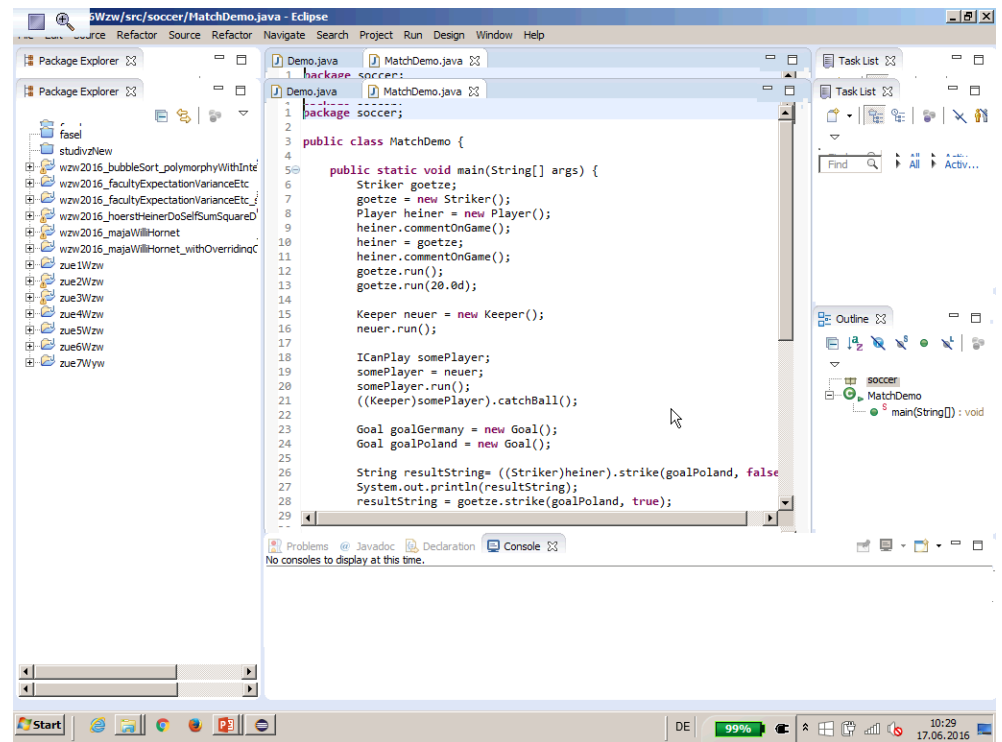 6Wzw/src/soccer/MatchDemo.java - Eclipse
Source Refactor Source Refactor Navigate Search Project Run Design Window Help
Package Explorer
Demo.java MatchDemo.java
Task List
1 package soccer;
Package Explorer
Demo.java MatchDemo.java
Task List
fasel
studivzNew
wzw2016_bubbleSort_polymorphyWithInte
wzw2016_facultyExpectationVarianceEtc
wzw2016_facultyExpectationVarianceEtc_s
wzw2016_hoerstHeinerDoSelfSumSquareD
wzw2016_majaWilliHornet
wzw2016_majaWilliHornet_withOverridingC
zue1Wzw
zue2Wzw
zue3Wzw
zue4Wzw
zue5Wzw
zue6Wzw
zue7Wyw
1 package soccer;
2
3 public class MatchDemo {
4
5 public static void main(String[] args) {
6 Striker goetze;
7 goetze = new Striker();
8 Player heiner = new Player();
9 heiner.commentOnGame();
10 heiner = goetze;
11 heiner.commentOnGame();
12 goetze.run();
13 goetze.run(20.0d);
14
15 Keeper neuer = new Keeper();
16 neuer.run();
17
18 ICanPlay somePlayer;
19 somePlayer = neuer;
20 somePlayer.run();
21 ((Keeper)somePlayer).catchBall();
22
23 Goal goalGermany = new Goal();
24 Goal goalPoland = new Goal();
25
26 String resultString= ((Striker)heiner).strike(goalPoland, false
27 System.out.println(resultString);
28 resultString = goetze.strike(goalPoland, true);
29
Find All Activ...
Outline
soccer
MatchDemo
main(String[]) : void
Problems @ Javadoc Declaration Console
No consoles to display at this time.
Start
DE 99%
10:29
17.06.2016